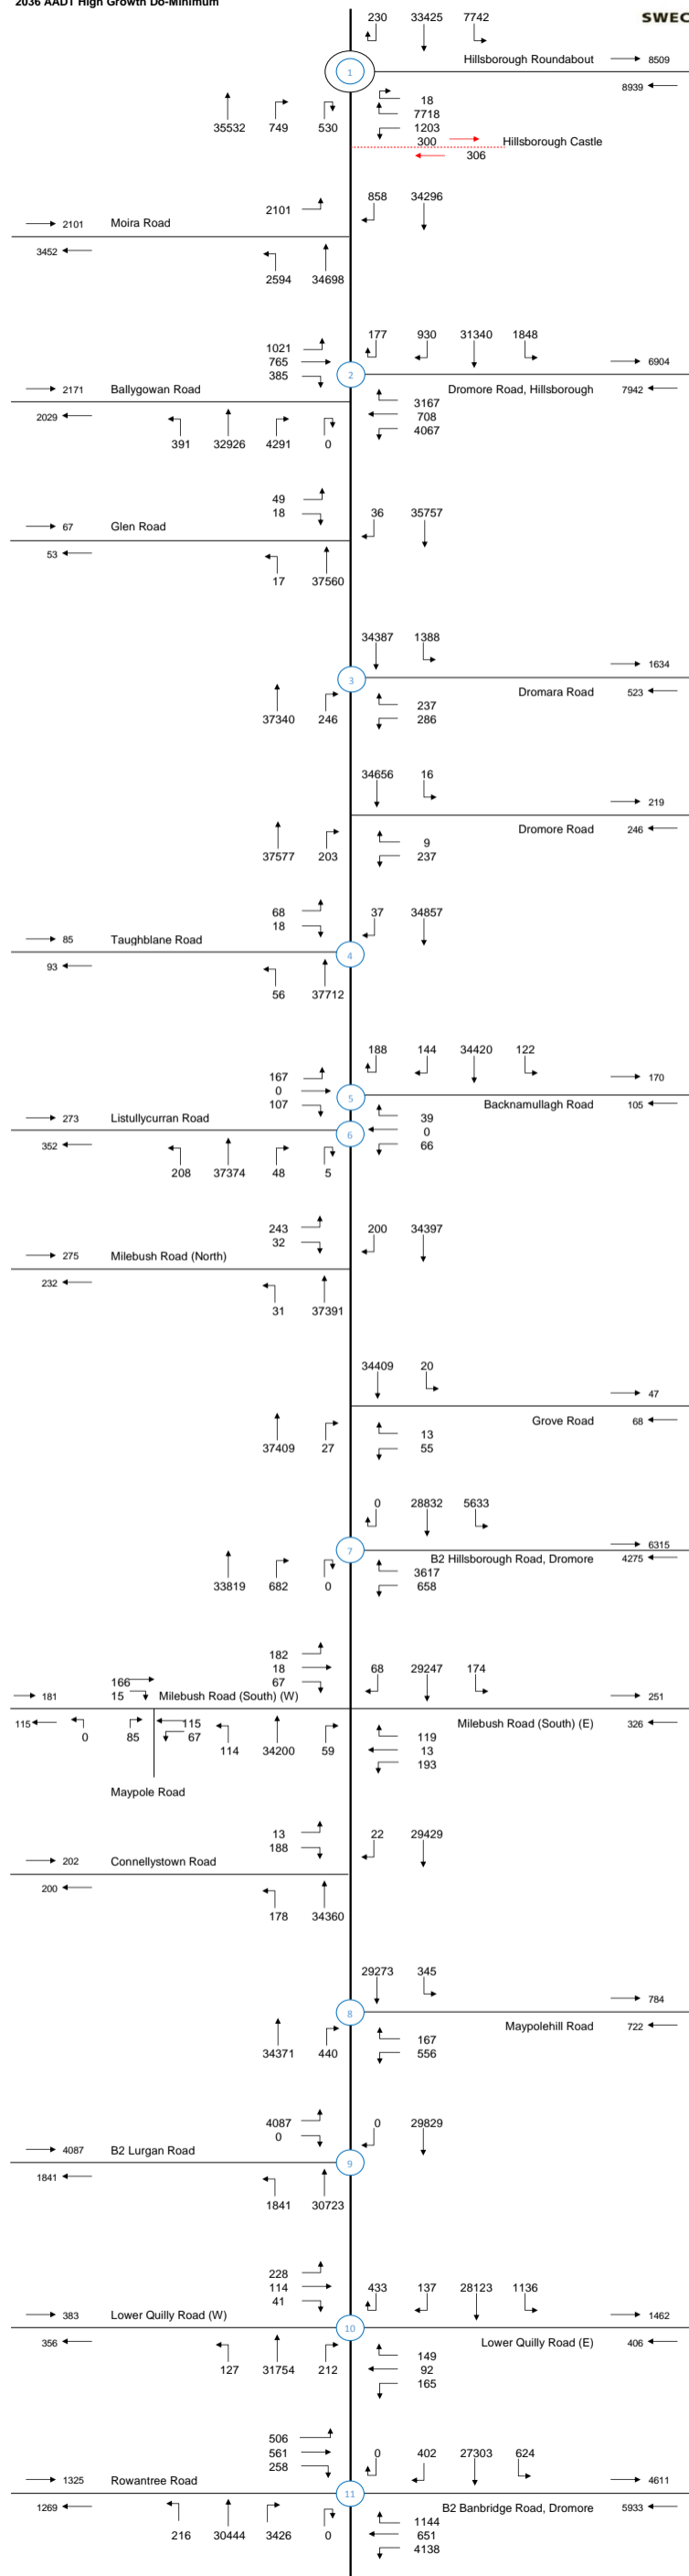 2036 AADT High Growth Do-Minimum
SWEC
230 33425 7742
Hillsborough Roundabout 8509
1
8939
35532 749 530
18
7718
1203
300 Hillsborough Castle
306
2101
858 34296
2101 Moira Road
3452
2594 34698
177 930 31340 1848
1021
765
385
6904
2
2171 Ballygowan Road
Dromore Road, Hillsborough 7942
2029
391 32926 4291 0
3167
708
4067
49
18
36 35757
67 Glen Road
53
17 37560
34387 1388
1634
3
Dromara Road 523
37340 246
237
286
34656 16
219
Dromore Road 246
37577 203
9
237
68
18
37 34857
85 Taughblane Road
4
93
56 37712
188 144 34420 122
167
0
107
170
5
Backnamullagh Road 105
273 Listullycurran Road
6
352
208 37374 48 5
39
0
66
243
32
200 34397
275 Milebush Road (North)
232
31 37391
34409 20
47
Grove Road 68
37409 27
13
55
0 28832 5633
6315
7
B2 Hillsborough Road, Dromore 4275
33819 682 0
3617
658
182
18
67
68 29247 174
166
15
181 Milebush Road (South) (W)
251
115
0 85 115
67
114 34200 59
Milebush Road (South) (E) 326
119
13
193
Maypole Road
13
188
22 29429
202 Connellystown Road
200
178 34360
29273 345
784
8
Maypolehill Road 722
34371 440
167
556
4087
0
0 29829
4087 B2 Lurgan Road
9
1841
1841 30723
228
114
41
433 137 28123 1136
383 Lower Quilly Road (W)
1462
10
356
Lower Quilly Road (E) 406
127 31754 212
149
92
165
506
561
258
0 402 27303 624
1325 Rowantree Road
4611
11
1269
B2 Banbridge Road, Dromore 5933
216 30444 3426 0
1144
651
4138